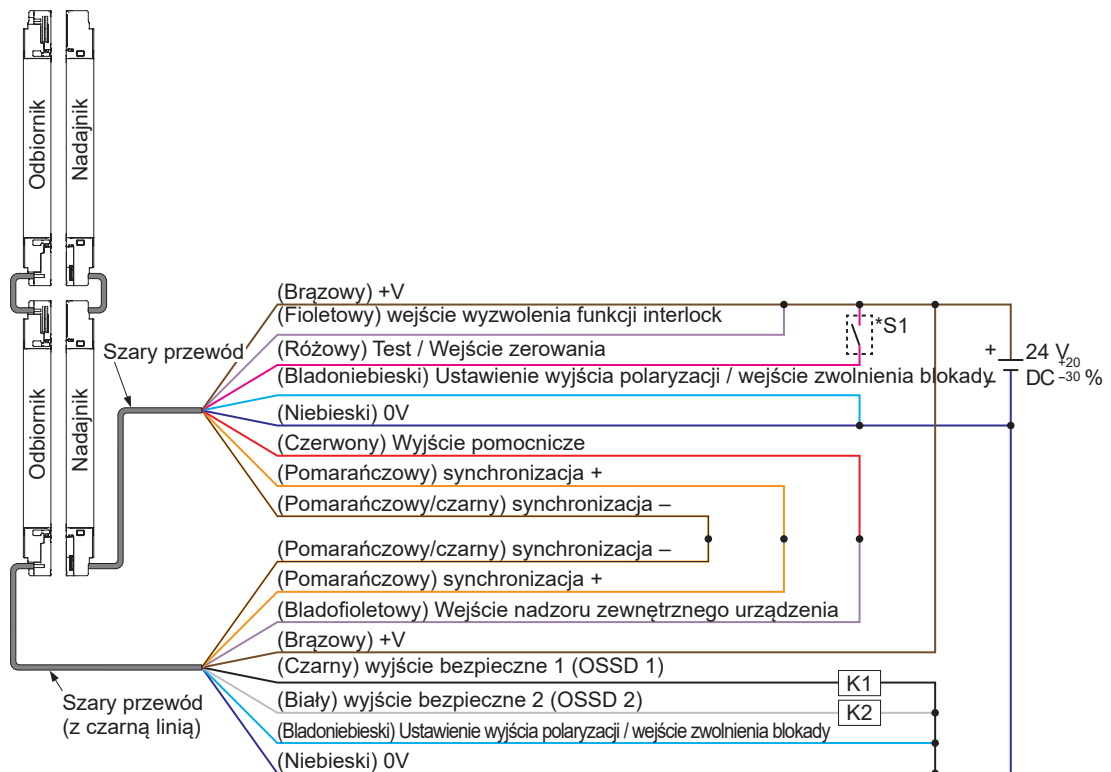 Odbiornik
Nadajnik
Odbiornik
Nadajnik
Szary przewód
(Brązowy) +V
(Fioletowy) wejście wyzwolenia funkcji interlock
*S1
(Różowy) Test / Wejście zerowania
(Bladoniebieski) Ustawienie wyjścia polaryzacji / wejście zwolnienia blokady
+
–
24 V
DC +20 –30 %
(Niebieski) 0V
(Czerwony) Wyjście pomocnicze
(Pomarańczowy) synchronizacja +
(Pomarańczowy/czarny) synchronizacja –
(Pomarańczowy/czarny) synchronizacja –
(Pomarańczowy) synchronizacja +
(Bladofioletowy) Wejście nadzoru zewnętrznego urządzenia
(Brązowy) +V
(Czarny) wyjście bezpieczne 1 (OSSD 1)
K1
(Biały) wyjście bezpieczne 2 (OSSD 2)
K2
(Bladoniebieski) Ustawienie wyjścia polaryzacji / wejście zwolnienia blokady
(Niebieski) 0V
Szary przewód
(z czarną linią)